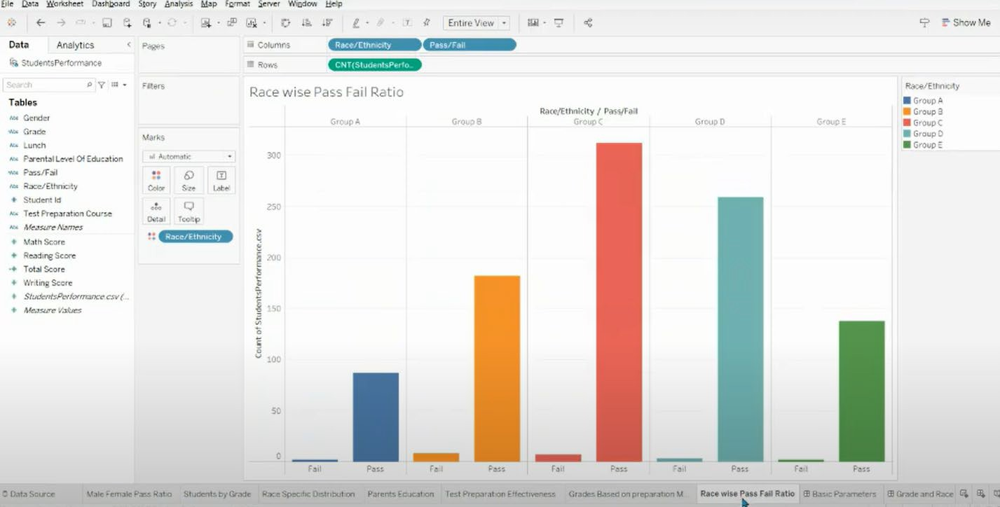 File Data Worksheet Dashboard Story Analysis Map Format Server Window Help
Entire View
Show Me
Data Analytics
StudentsPerformance
Search
Tables
Gender
Grade
Lunch
Parental Level Of Education
Pass/Fail
Race/Ethnicity
Student Id
Test Preparation Course
Measure Names
Math Score
Reading Score
Total Score
Writing Score
StudentsPerformance.csv (...
Measure Values
Pages
Filters
Marks
Automatic
Color Size Label
Detail Tooltip
Race/Ethnicity
Columns Race/Ethnicity Pass/Fail
Rows CNT(StudentsPerfo..
Race wise Pass Fail Ratio
Race/Ethnicity / Pass/Fail
Group A Group B Group C Group D Group E
Count of StudentsPerformance.csv
300
250
200
150
100
50
0
Fail Pass Fail Pass Fail Pass Fail Pass Fail Pass
Race/Ethnicity
Group A
Group B
Group C
Group D
Group E
Data Source Male Female Pass Ratio Students by Grade Race Specific Distribution Parents Education Test Preparation Effectiveness Grades Based on preparation M... Race wise Pass Fail Ratio Basic Parameters Grade and Race